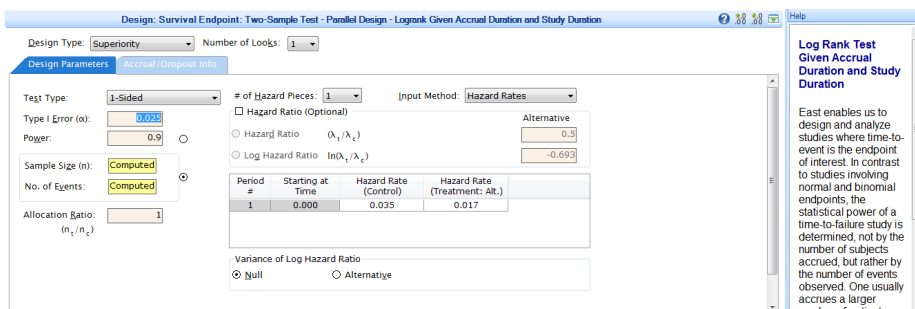 Design: Survival Endpoint: Two-Sample Test - Parallel Design - Logrank Given Accrual Duration and Study Duration
Design Type: Superiority Number of Looks: 1
Design Parameters Accrual/Dropout Info
Test Type: 1-Sided
Type I Error (α): 0.025
Power: 0.9
Sample Size (n): Computed
No. of Events: Computed
Allocation Ratio: 1
(nt/nc)
# of Hazard Pieces: 1 Input Method: Hazard Rates
Hazard Ratio (Optional)
Alternative
Hazard Ratio (λt/λc) 0.5
Log Hazard Ratio ln(λt/λc) -0.693
Period # Starting at Time Hazard Rate (Control) Hazard Rate (Treatment: Alt.)
1 0.000 0.035 0.017
Variance of Log Hazard Ratio
Null Alternative
Help
Log Rank Test
Given Accrual
Duration and Study
Duration
East enables us to
design and analyze
studies where time-to-
event is the endpoint
of interest. In contrast
to studies involving
normal and binomial
endpoints, the
statistical power of a
time-to-failure study is
determined, not by the
number of subjects
accrued, but rather by
the number of events
observed. One usually
accrues a larger